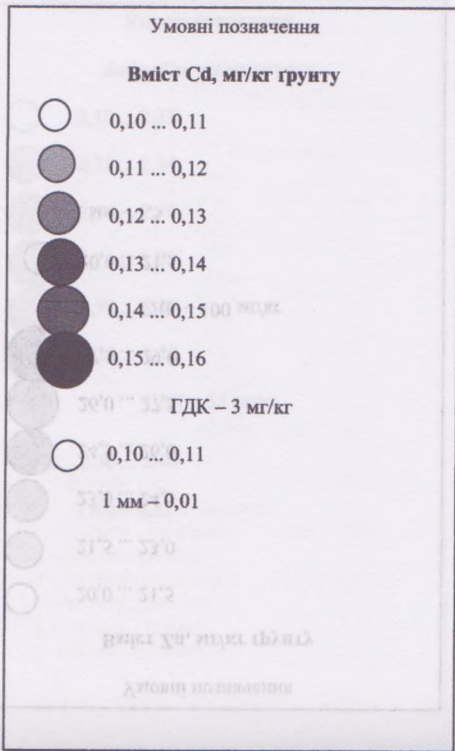 Умовні позначення
Вміст Cd, мг/кг ґрунту
0,10 ... 0,11
0,11 ... 0,12
0,12 ... 0,13
0,13 ... 0,14
0,14 ... 0,15
0,15 ... 0,16
ГДК – 3 мг/кг
0,10 ... 0,11
1 мм – 0,01